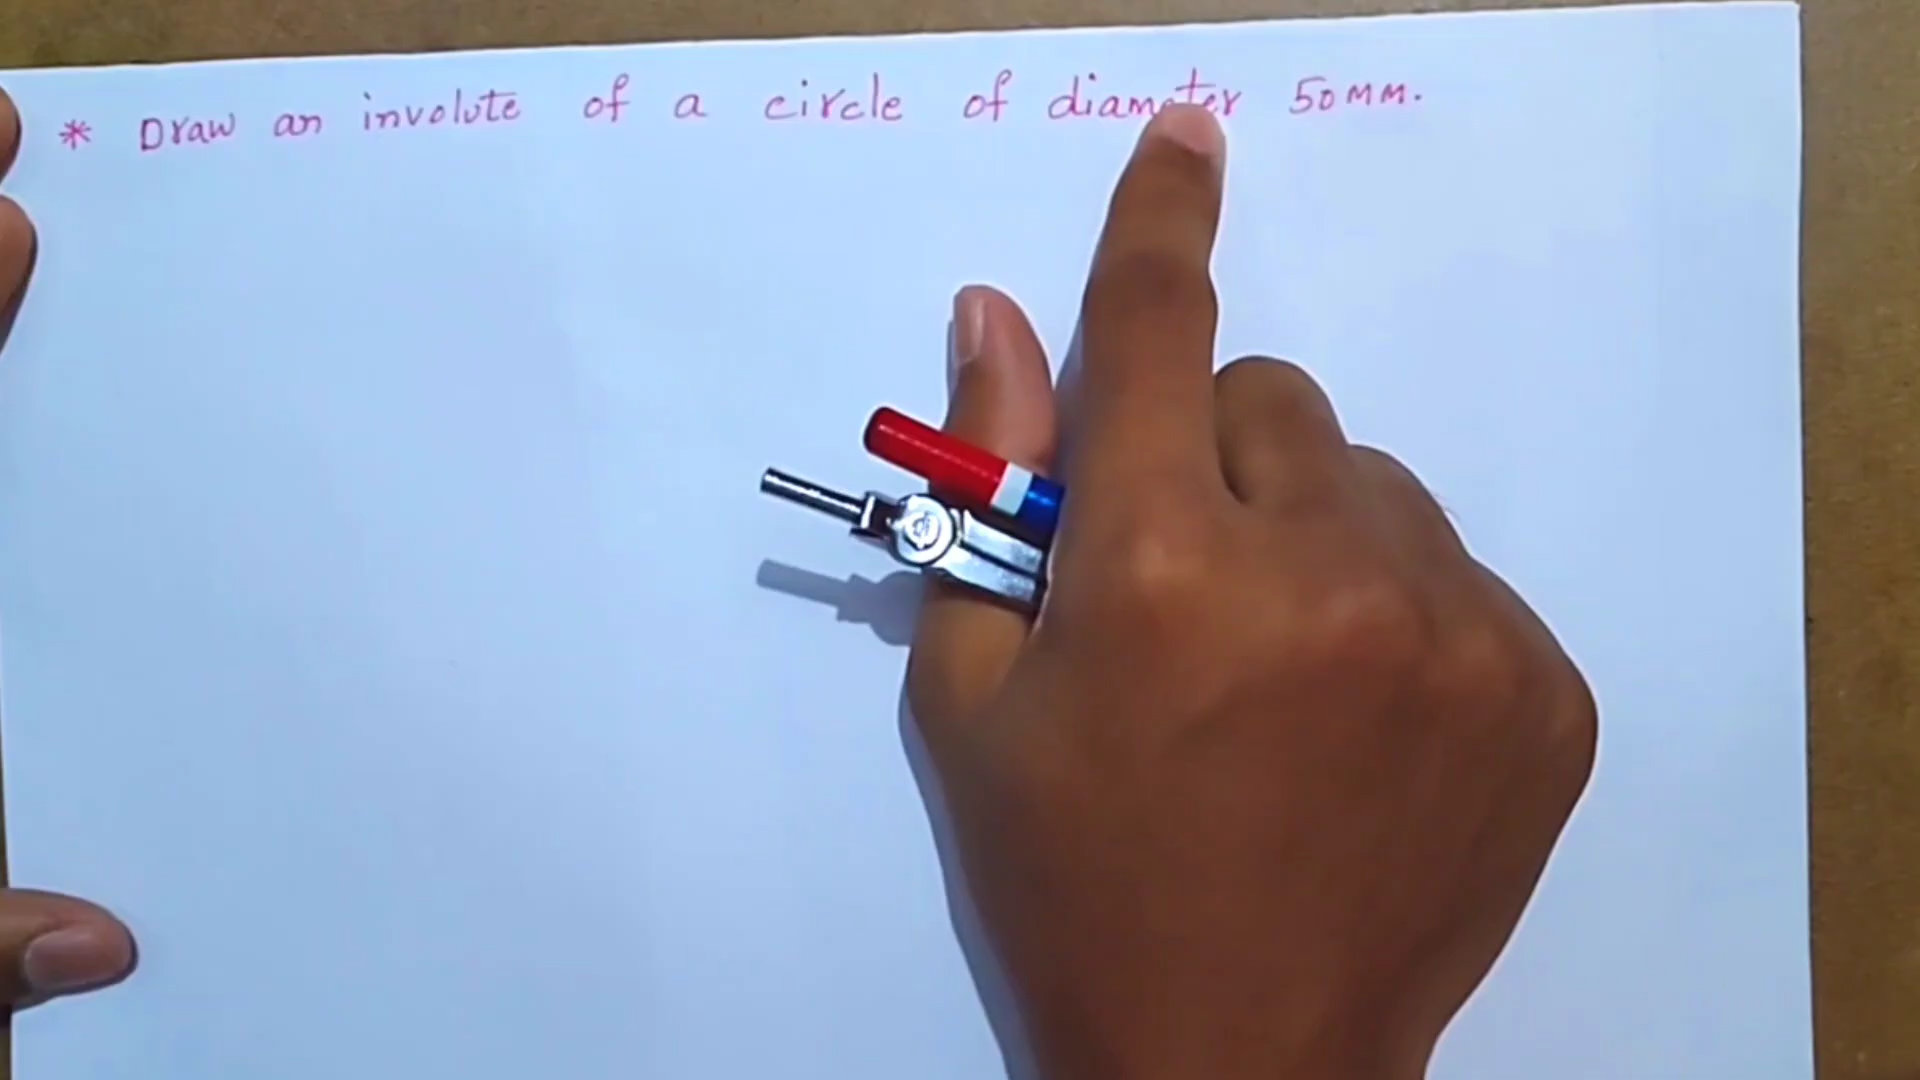 * Draw an involute of a circle of diameter 50MM.